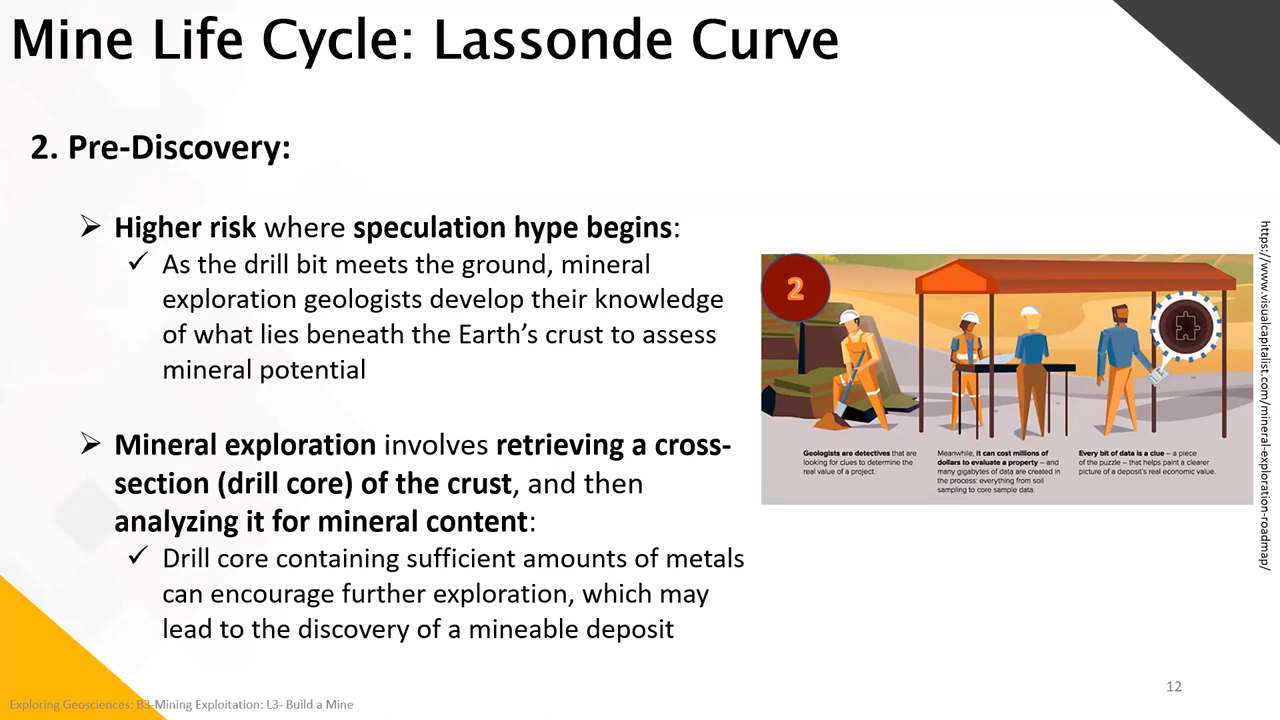 Mine Life Cycle: Lassonde Curve
2. Pre-Discovery:
Higher risk where speculation hype begins:
As the drill bit meets the ground, mineral
exploration geologists develop their knowledge
of what lies beneath the Earth's crust to assess
mineral potential
Mineral exploration involves retrieving a cross-
section (drill core) of the crust, and then
analyzing it for mineral content:
Drill core containing sufficient amounts of metals
can encourage further exploration, which may
lead to the discovery of a mineable deposit
2
Geologists are detectives that are
looking for clues to determine the
real value of a project.
Meanwhile, it can cost millions of
dollars to evaluate a property – and
many gigabytes of data are created in
the process: everything from soil
sampling to core sample data.
Every bit of data is a clue – a piece
of the puzzle – that helps paint a clearer
picture of a deposit's real economic value.
https://www.visualcapitalist.com/mineral-exploration-roadmap/
12
Exploring Geosciences: B3-Mining Exploitation: L3- Build a Mine